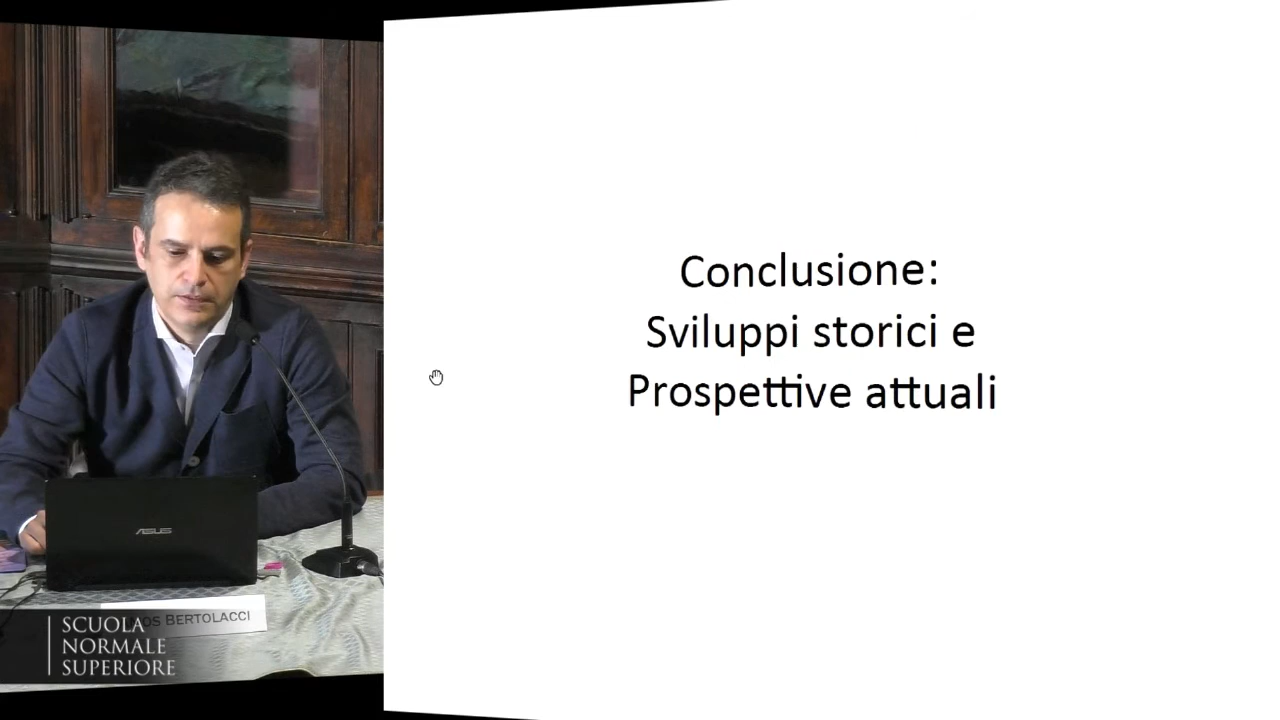 Conclusione:
Sviluppi storici e
Prospettive attuali
ASUS
BERTOLACCI
SCUOLA
NORMALE
SUPERIORE